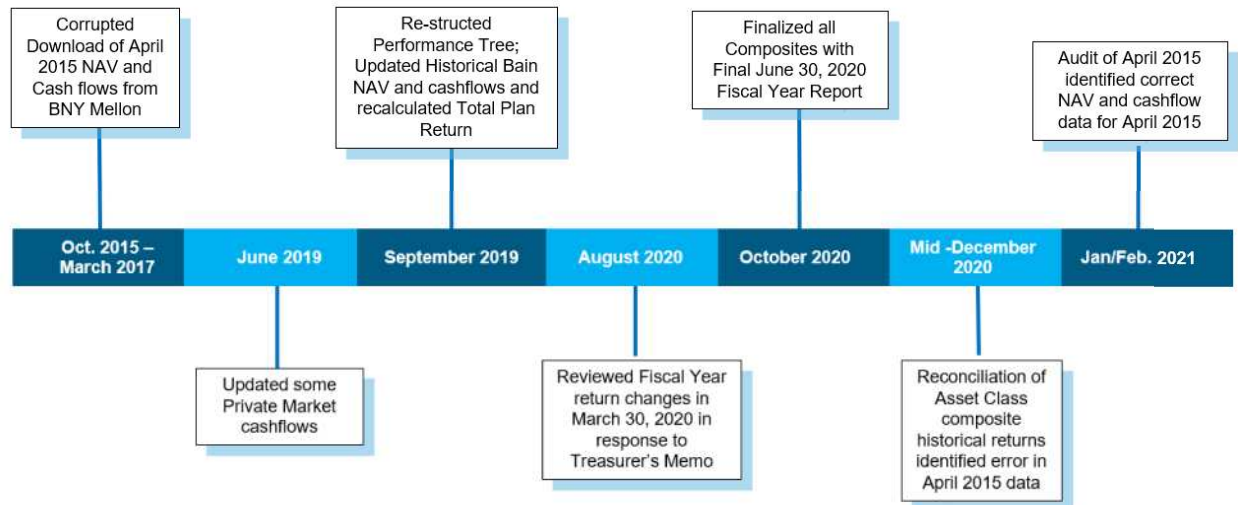 Corrupted
Download of April
2015 NAV and
Cash flows from
BNY Mellon
Re-structed
Performance Tree;
Updated Historical Bain
NAV and cashflows and
recalculated Total Plan
Return
Finalized all
Composites with
Final June 30, 2020
Fiscal Year Report
Audit of April 2015
identified correct
NAV and cashflow
data for April 2015
Oct. 2015 –
March 2017
June 2019
September 2019
August 2020
October 2020
Mid -December
2020
Jan/Feb. 2021
Updated some
Private Market
cashflows
Reviewed Fiscal Year
return changes in
March 30, 2020 in
response to
Treasurer's Memo
Reconciliation of
Asset Class
composite
historical returns
identified error in
April 2015 data